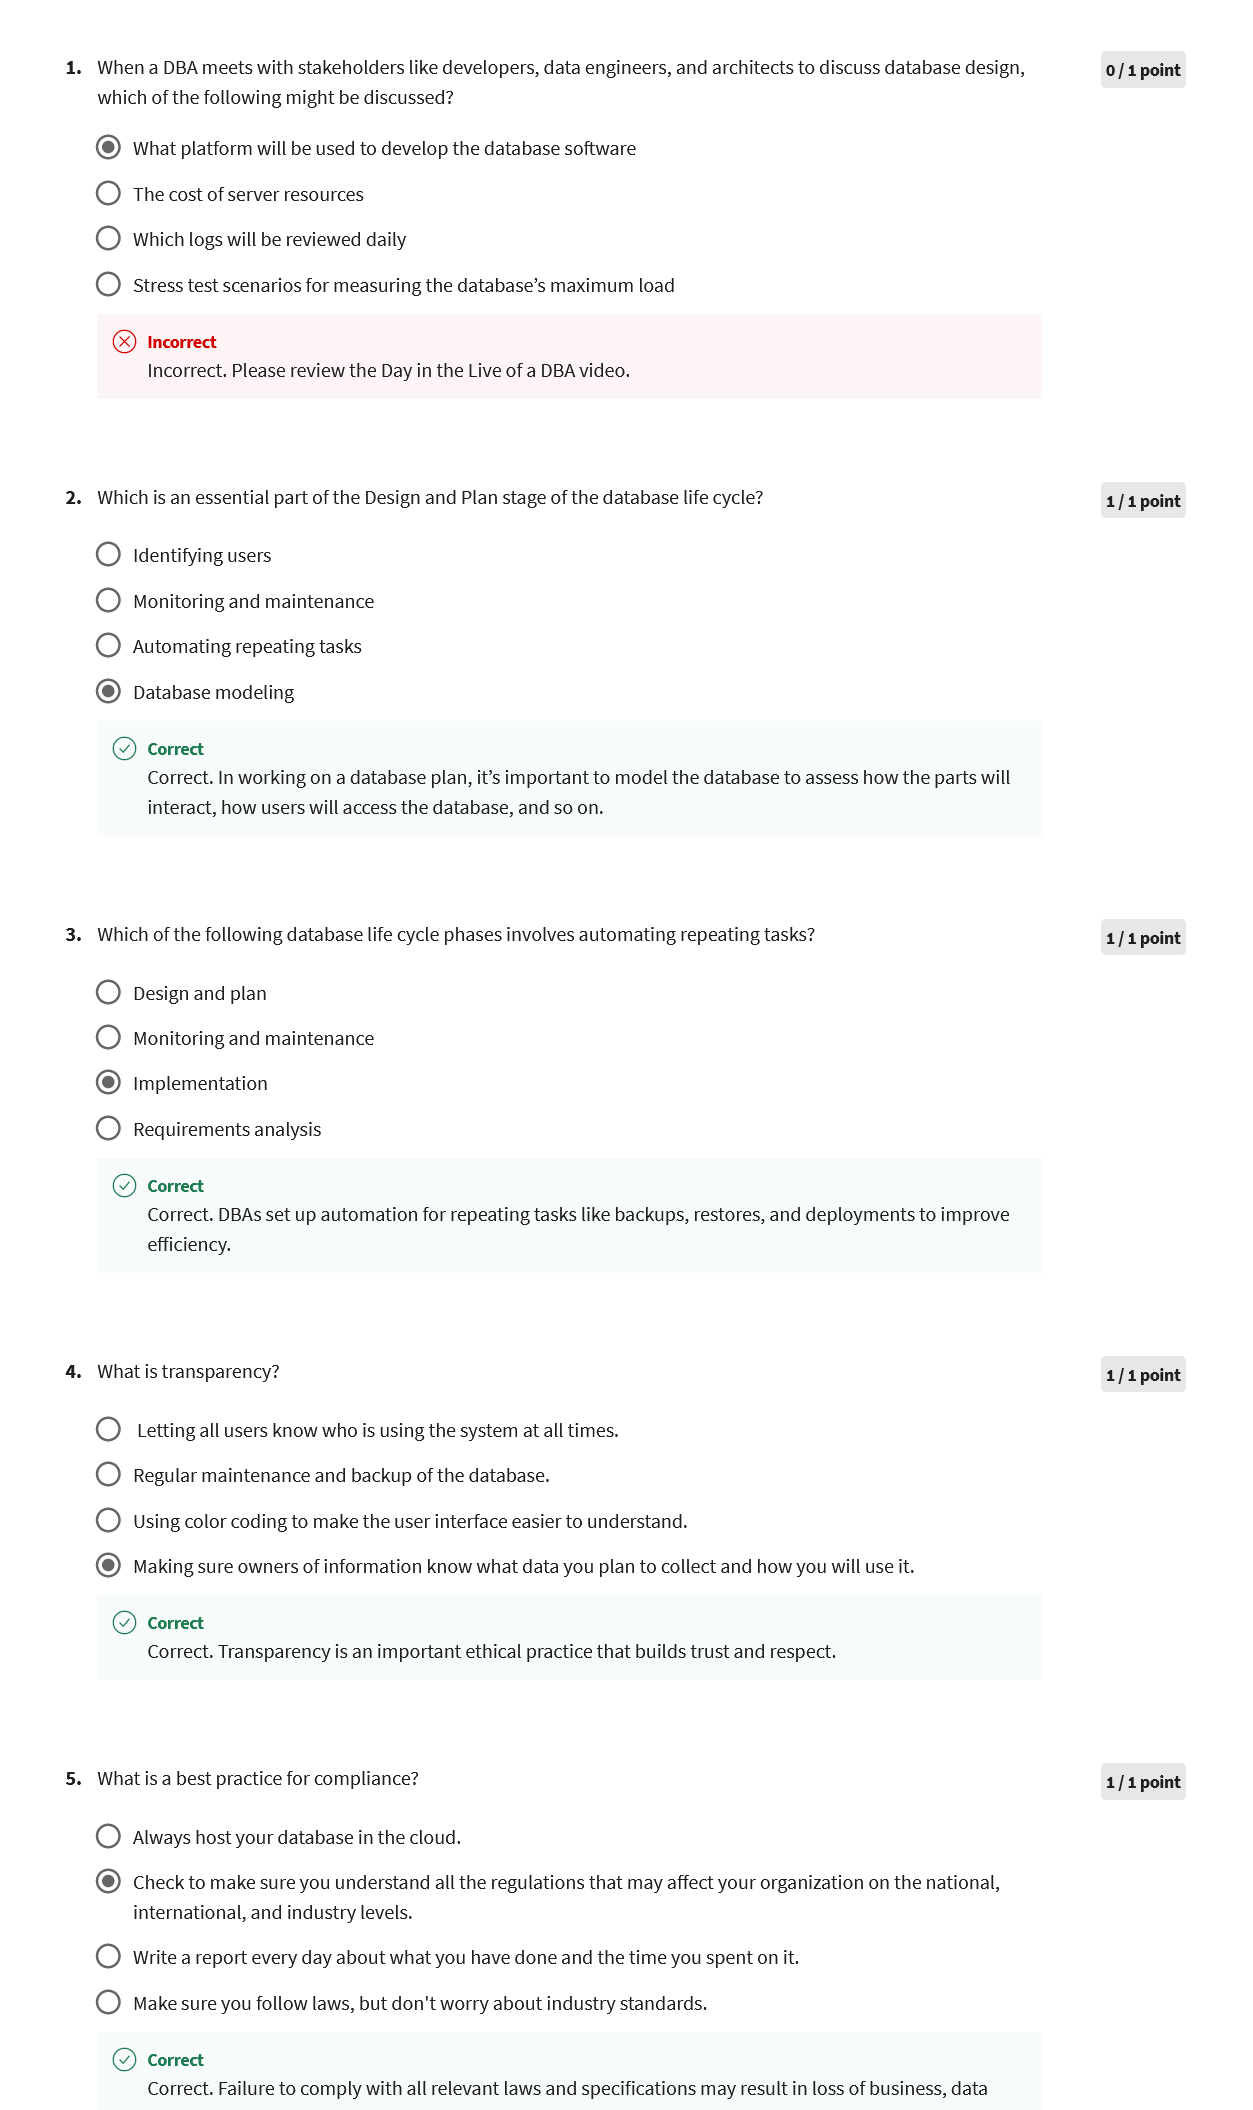 1. When a DBA meets with stakeholders like developers, data engineers, and architects to discuss database design, 0 / 1 point
which of the following might be discussed?
What platform will be used to develop the database software
The cost of server resources
Which logs will be reviewed daily
Stress test scenarios for measuring the database’s maximum load
Incorrect
Incorrect. Please review the Day in the Live of a DBA video.
2. Which is an essential part of the Design and Plan stage of the database life cycle? 1 / 1 point
Identifying users
Monitoring and maintenance
Automating repeating tasks
Database modeling
Correct
Correct. In working on a database plan, it’s important to model the database to assess how the parts will
interact, how users will access the database, and so on.
3. Which of the following database life cycle phases involves automating repeating tasks? 1 / 1 point
Design and plan
Monitoring and maintenance
Implementation
Requirements analysis
Correct
Correct. DBAs set up automation for repeating tasks like backups, restores, and deployments to improve
efficiency.
4. What is transparency? 1 / 1 point
Letting all users know who is using the system at all times.
Regular maintenance and backup of the database.
Using color coding to make the user interface easier to understand.
Making sure owners of information know what data you plan to collect and how you will use it.
Correct
Correct. Transparency is an important ethical practice that builds trust and respect.
5. What is a best practice for compliance? 1 / 1 point
Always host your database in the cloud.
Check to make sure you understand all the regulations that may affect your organization on the national,
international, and industry levels.
Write a report every day about what you have done and the time you spent on it.
Make sure you follow laws, but don't worry about industry standards.
Correct
Correct. Failure to comply with all relevant laws and specifications may result in loss of business, data